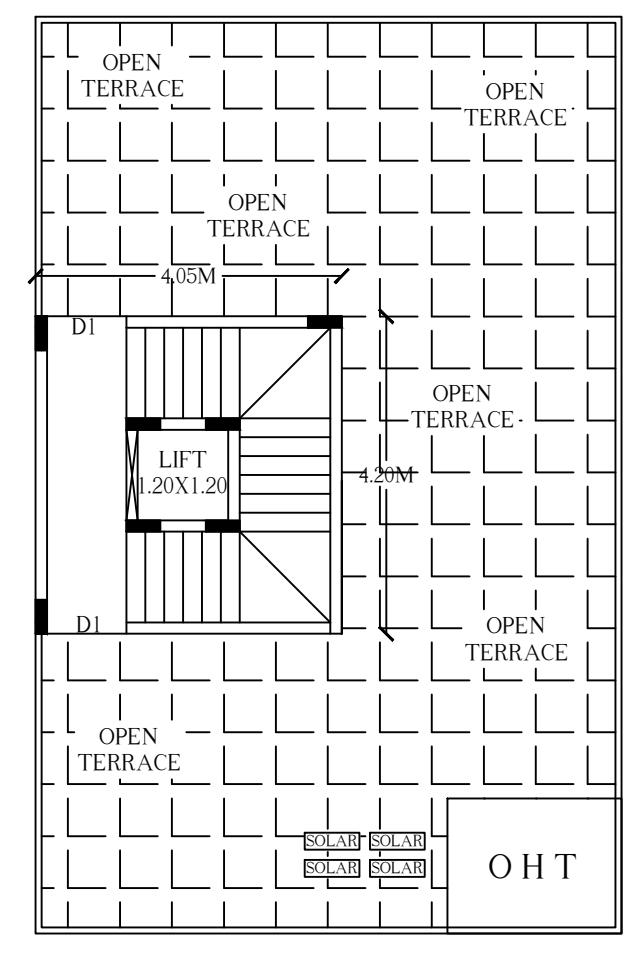 OPEN
TERRACE
OPEN
TERRACE
OPEN
TERRACE
4.05M
D1
OPEN
TERRACE
LIFT
1.20X1.20
4.20M
D1
OPEN
TERRACE
OPEN
TERRACE
SOLAR SOLAR
SOLAR SOLAR
OHT